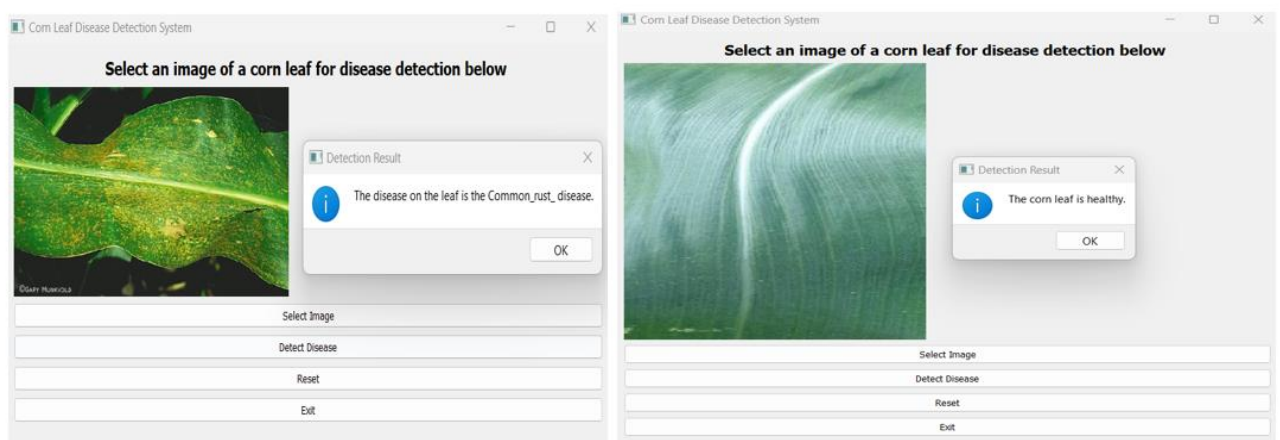 Corn Leaf Disease Detection System
Select an image of a corn leaf for disease detection below
Detection Result
The disease on the leaf is the Common_rust_ disease.
OK
©Gary Munkvold
Select Image
Detect Disease
Reset
Exit
Corn Leaf Disease Detection System
Select an image of a corn leaf for disease detection below
Detection Result
The corn leaf is healthy.
OK
Select Image
Detect Disease
Reset
Exit